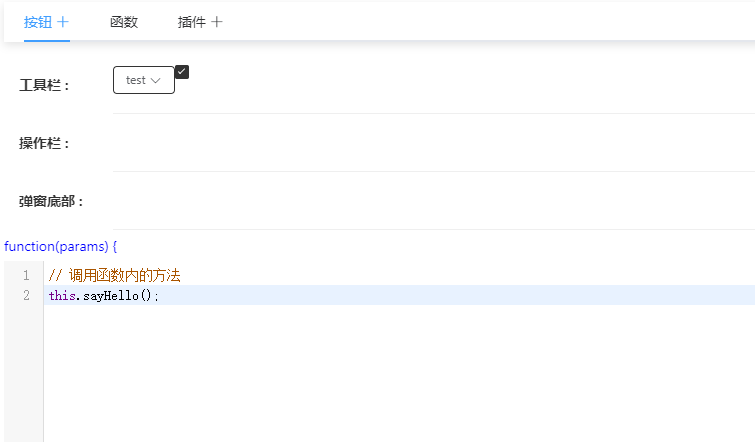 按钮 函数 插件
工具栏： test
操作栏：
弹窗底部：
function(params) {
1 // 调用函数内的方法
2 this.sayHello();